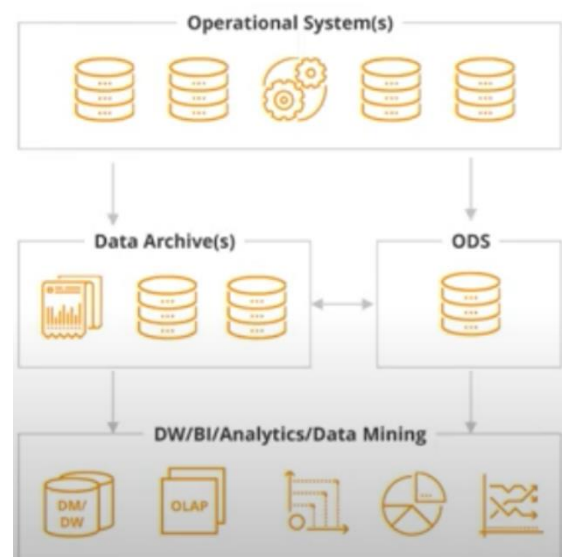 Operational System(s)
Data Archive(s)
ODS
DW/BI/Analytics/Data Mining
DM/
DW
OLAP